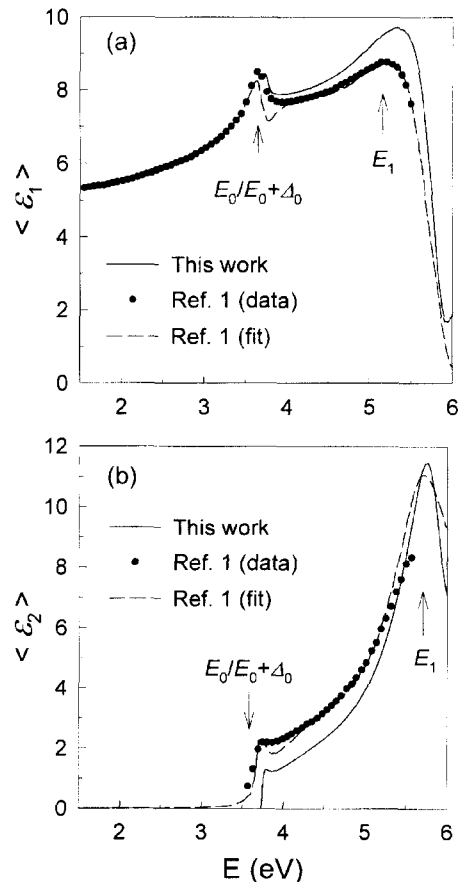 10
(a)
8
6
4
2
0
< ε₁ >
E₀/E₀+Δ₀
E₁
This work
Ref. 1 (data)
Ref. 1 (fit)
2
3
4
5
6
12
(b)
10
8
6
4
2
0
< ε₂ >
This work
Ref. 1 (data)
Ref. 1 (fit)
E₀/E₀+Δ₀
E₁
2
3
4
5
6
E (eV)